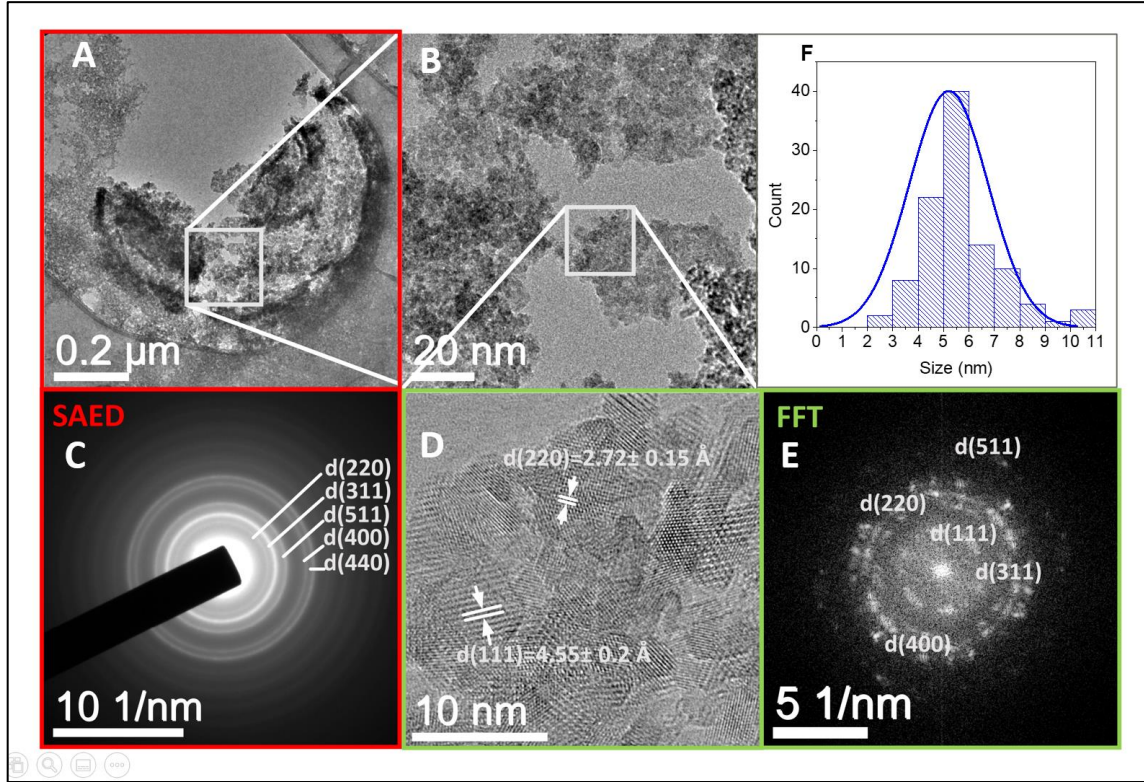 A
0.2 µm
B
20 nm
F
Count
40
30
20
10
0
0 1 2 3 4 5 6 7 8 9 10 11
Size (nm)
SAED
C
d(220)
d(311)
d(511)
d(400)
d(440)
10 1/nm
D
d(220)=2.72± 0.15 Å
d(111)=4.55± 0.2 Å
10 nm
FFT
E
d(511)
d(220)
d(111)
d(311)
d(400)
5 1/nm